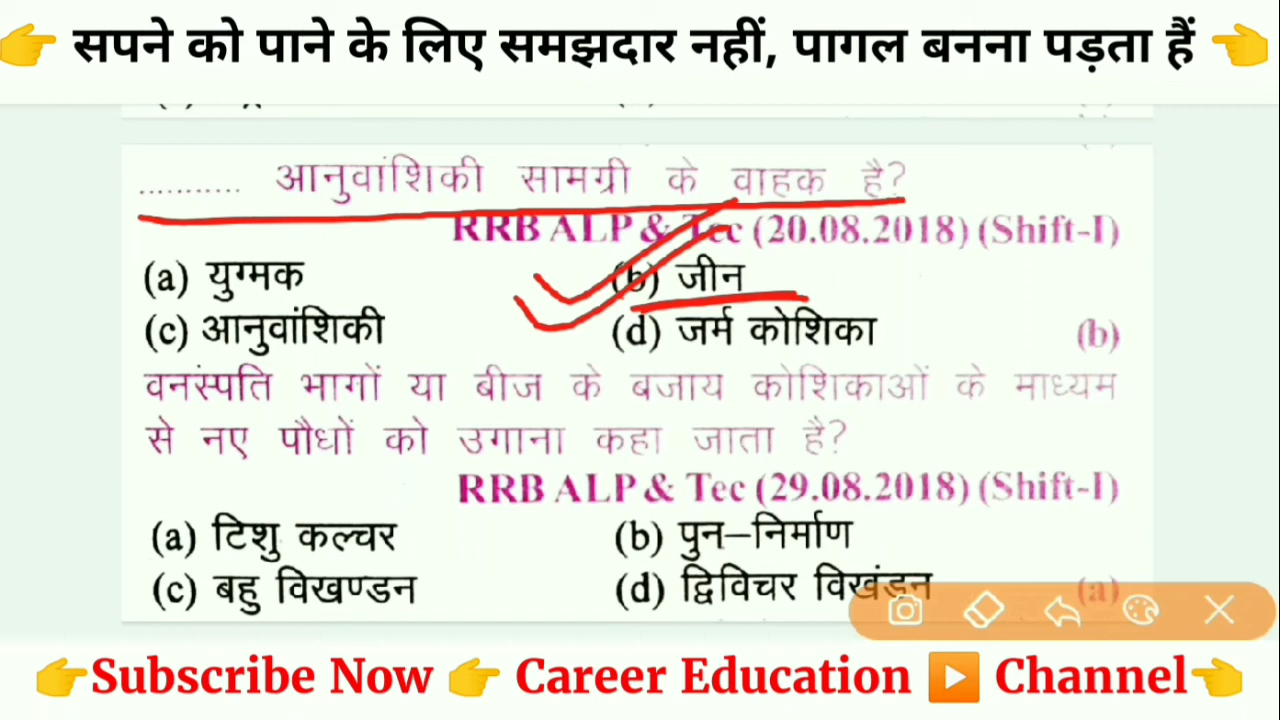 👉 सपने को पाने के लिए समझदार नहीं, पागल बनना पड़ता हैं 👈
........... आनुवांशिकी सामग्री के वाहक है?
RRB ALP & Tec (20.08.2018) (Shift-I)
(a) युग्मक (b) जीन
(c) आनुवांशिकी (d) जर्म कोशिका (b)
वनस्पति भागों या बीज के बजाय कोशिकाओं के माध्यम
से नए पौधों को उगाना कहा जाता है?
RRB ALP & Tec (29.08.2018) (Shift-I)
(a) टिशु कल्चर (b) पुन–निर्माण
(c) बहु विखण्डन (d) द्विविचर विखंडन (a)
👉Subscribe Now 👉 Career Education ▶️ Channel👈